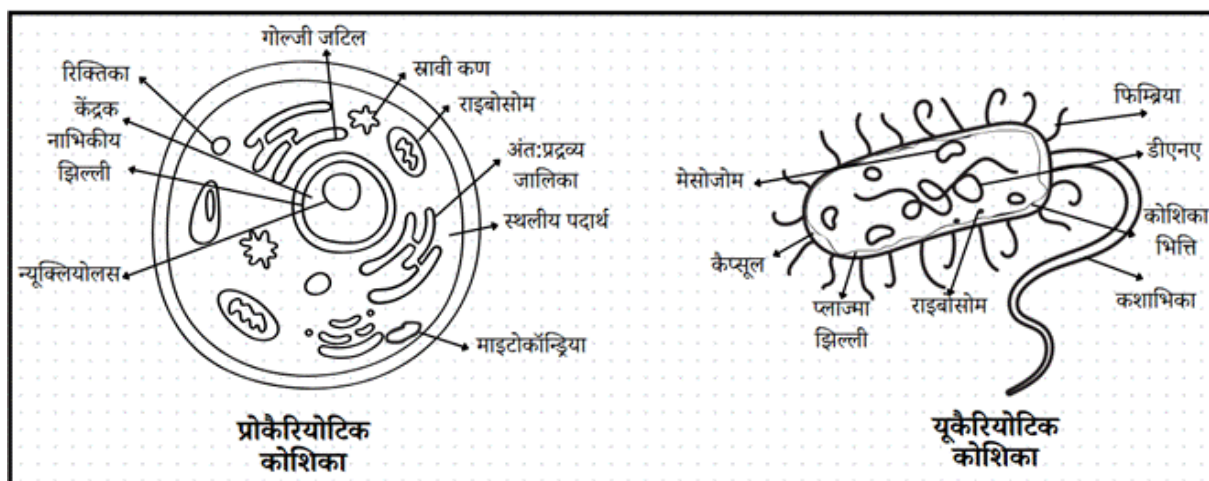 गोल्जी जटिल
स्रावी कण
राइबोसोम
रिक्तिका
केंद्रक
नाभिकीय
झिल्ली
अंत:प्रद्रव्य
जालिका
स्थलीय पदार्थ
न्यूक्लियोलस
माइटोकॉन्ड्रिया
प्रोकैरियोटिक
कोशिका
फिम्ब्रिया
डीएनए
मेसोजोम
कोशिका
भित्ति
कैप्सूल
प्लाज्मा
झिल्ली
राइबोसोम
कशाभिका
यूकैरियोटिक
कोशिका